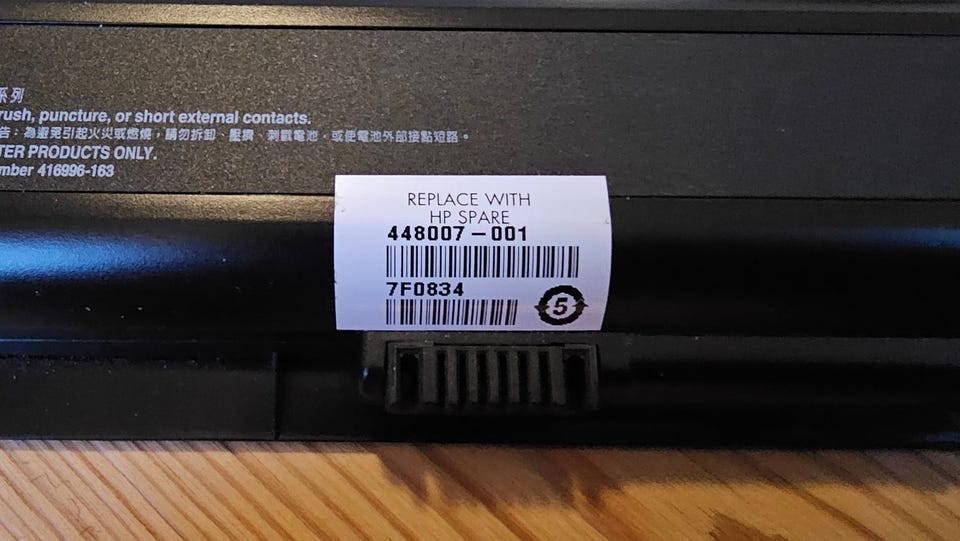 系列
rush, puncture, or short external contacts.
告：為避免引起火災或燃燒，請勿拆卸、壓擠、刺戳電池，或使電池外部接點短路。
TER PRODUCTS ONLY.
mber 416996-163
REPLACE WITH
HP SPARE
448007-001
7F0834
5